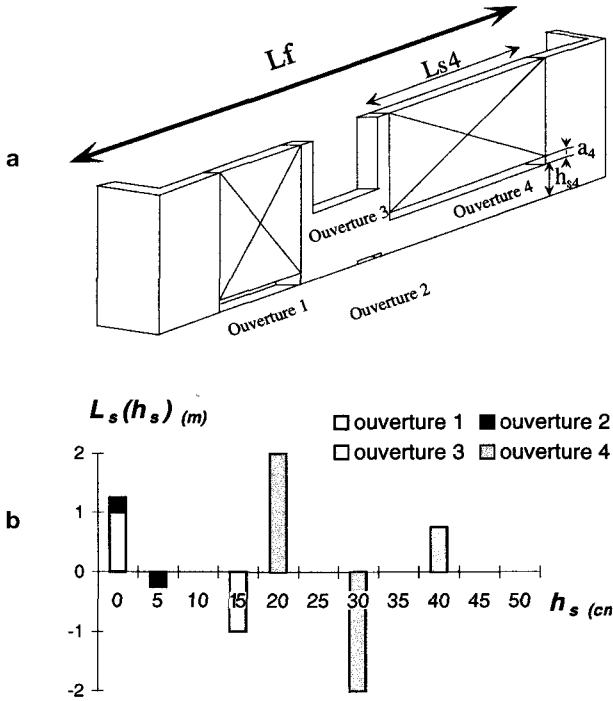 a
Lf
Ls4
a4
hs4
Ouverture 3
Ouverture 4
Ouverture 1
Ouverture 2
Ls(hs) (m)
ouverture 1 ouverture 2
ouverture 3 ouverture 4
b
2
1
0
-1
-2
0 5 10 15 20 25 30 35 40 45 50 hs (cm